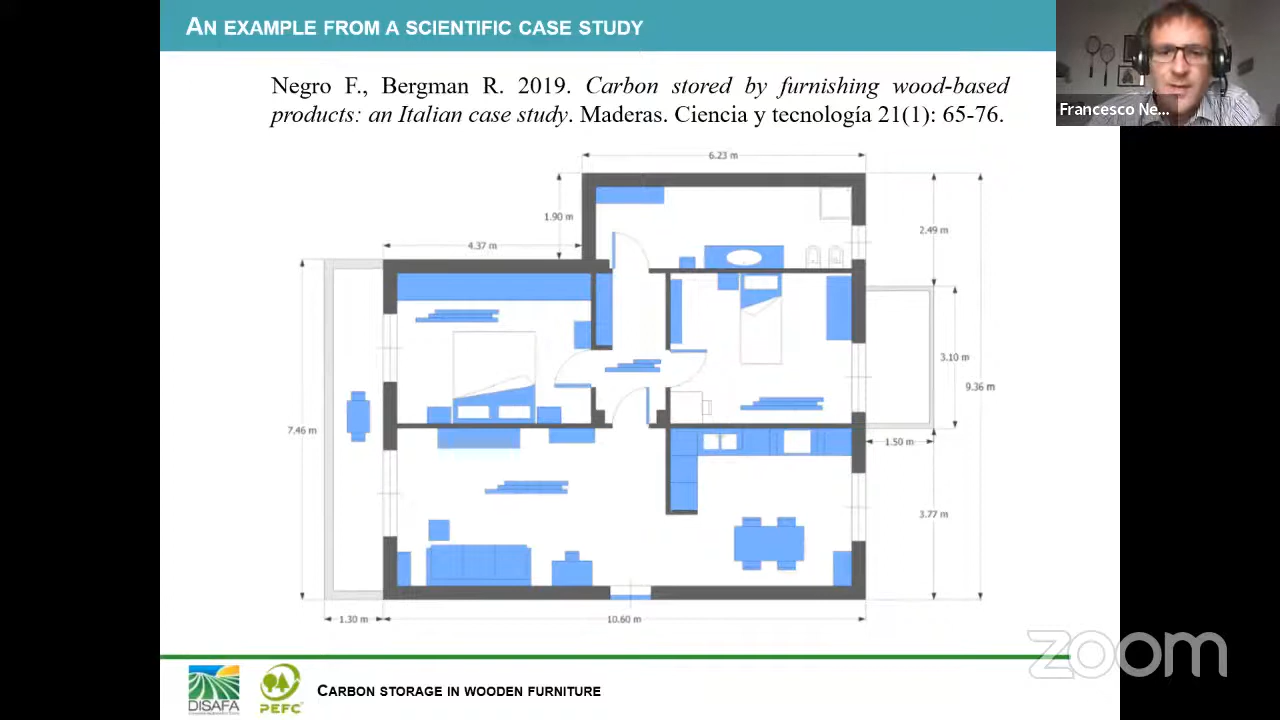 AN EXAMPLE FROM A SCIENTIFIC CASE STUDY
Francesco Ne...
Negro F., Bergman R. 2019. Carbon stored by furnishing wood-based
products: an Italian case study. Maderas. Ciencia y tecnología 21(1): 65-76.
6.23 m
1.90 m
2.49 m
4.37 m
3.10 m
9.36 m
7.46 m
1.50 m
3.77 m
1.30 m
10.60 m
zoom
DISAFA
PEFC
CARBON STORAGE IN WOODEN FURNITURE